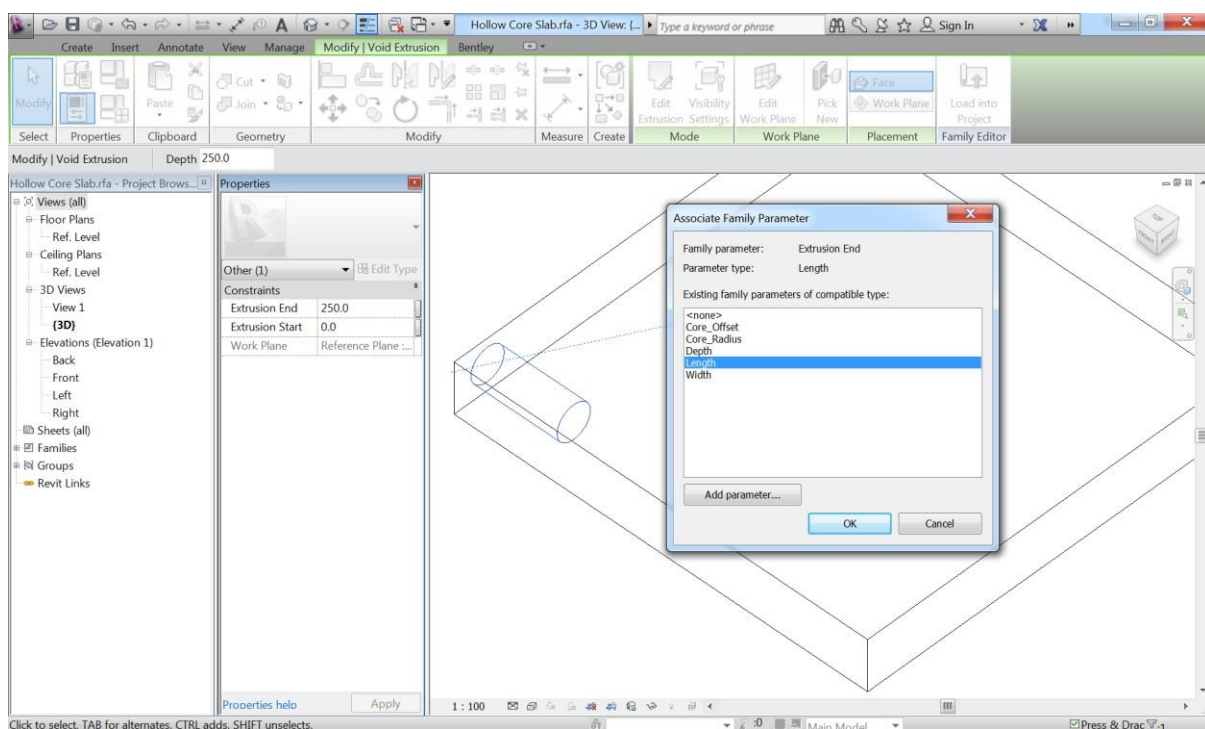 Hollow Core Slab.rfa - 3D View: {...
Type a keyword or phrase
Sign In
Create Insert Annotate View Manage Modify | Void Extrusion Bentley
Modify
Paste
Cut
Join
Edit Extrusion
Visibility Settings
Edit Work Plane
Pick New
Face
Work Plane
Load into Project
Select Properties Clipboard Geometry Modify Measure Create Mode Work Plane Placement Family Editor
Modify | Void Extrusion Depth 250.0
Hollow Core Slab.rfa - Project Brows...
Views (all)
Floor Plans
Ref. Level
Ceiling Plans
Ref. Level
3D Views
View 1
{3D}
Elevations (Elevation 1)
Back
Front
Left
Right
Sheets (all)
Families
Groups
Revit Links
Properties
Other (1) Edit Type
Constraints
Extrusion End 250.0
Extrusion Start 0.0
Work Plane Reference Plane :...
Properties help Apply
Associate Family Parameter
Family parameter: Extrusion End
Parameter type: Length
Existing family parameters of compatible type:
<none>
Core_Offset
Core_Radius
Depth
Length
Width
Add parameter...
OK Cancel
TOP
FRONT
1 : 100
Click to select, TAB for alternates, CTRL adds, SHIFT unselects.
:0 Main Model
Press & Drac